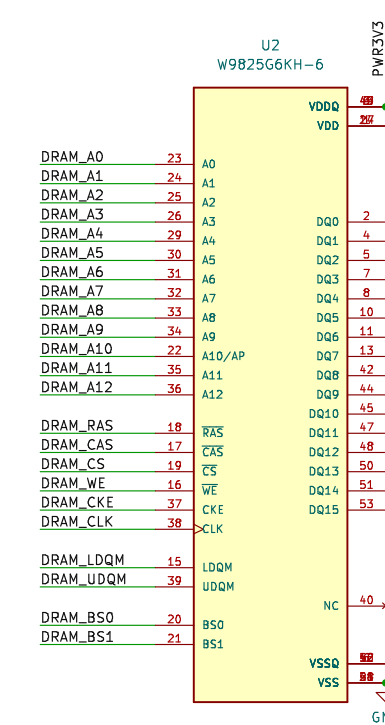 PWR3V3
U2
W9825G6KH-6
VDDQ
VDD
DRAM_A0 23 A0
DRAM_A1 24 A1
DRAM_A2 25 A2
DRAM_A3 26 A3 DQ0 2
DRAM_A4 29 A4 DQ1 4
DRAM_A5 30 A5 DQ2 5
DRAM_A6 31 A6 DQ3 7
DRAM_A7 32 A7 DQ4 8
DRAM_A8 33 A8 DQ5 10
DRAM_A9 34 A9 DQ6 11
DRAM_A10 22 A10/AP DQ7 13
DRAM_A11 35 A11 DQ8 42
DRAM_A12 36 A12 DQ9 44
DQ10 45
DRAM_RAS 18 RAS DQ11 47
DRAM_CAS 17 CAS DQ12 48
DRAM_CS 19 CS DQ13 50
DRAM_WE 16 WE DQ14 51
DRAM_CKE 37 CKE DQ15 53
DRAM_CLK 38 CLK
DRAM_LDQM 15 LDQM
DRAM_UDQM 39 UDQM
NC 40
DRAM_BS0 20 BS0
DRAM_BS1 21 BS1
VSSQ
VSS